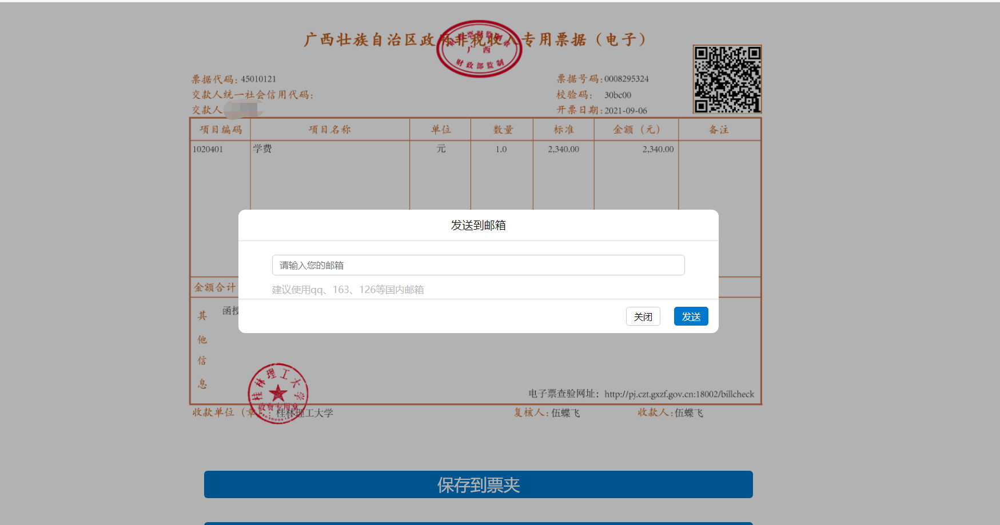 广西壮族自治区政府非税收入专用票据（电子）
广西
财政部监制
票据代码：45010121
票据号码：0008295324
交款人统一社会信用代码：
校验码： 30bc00
交款人
开票日期：2021-09-06
项目编码 项目名称 单位 数量 标准 金额（元） 备注
1020401 学费 元 1.0 2,340.00 2,340.00
发送到邮箱
请输入您的邮箱
建议使用qq、163、126等国内邮箱
关闭 发送
金额合计
其他信息
函授
桂林理工大学
收费专用章
电子票查验网址：http://pj.czt.gxzf.gov.cn:18002/billcheck
收款单位（章）：桂林理工大学 复核人：伍蝶飞 收款人：伍蝶飞
保存到票夹